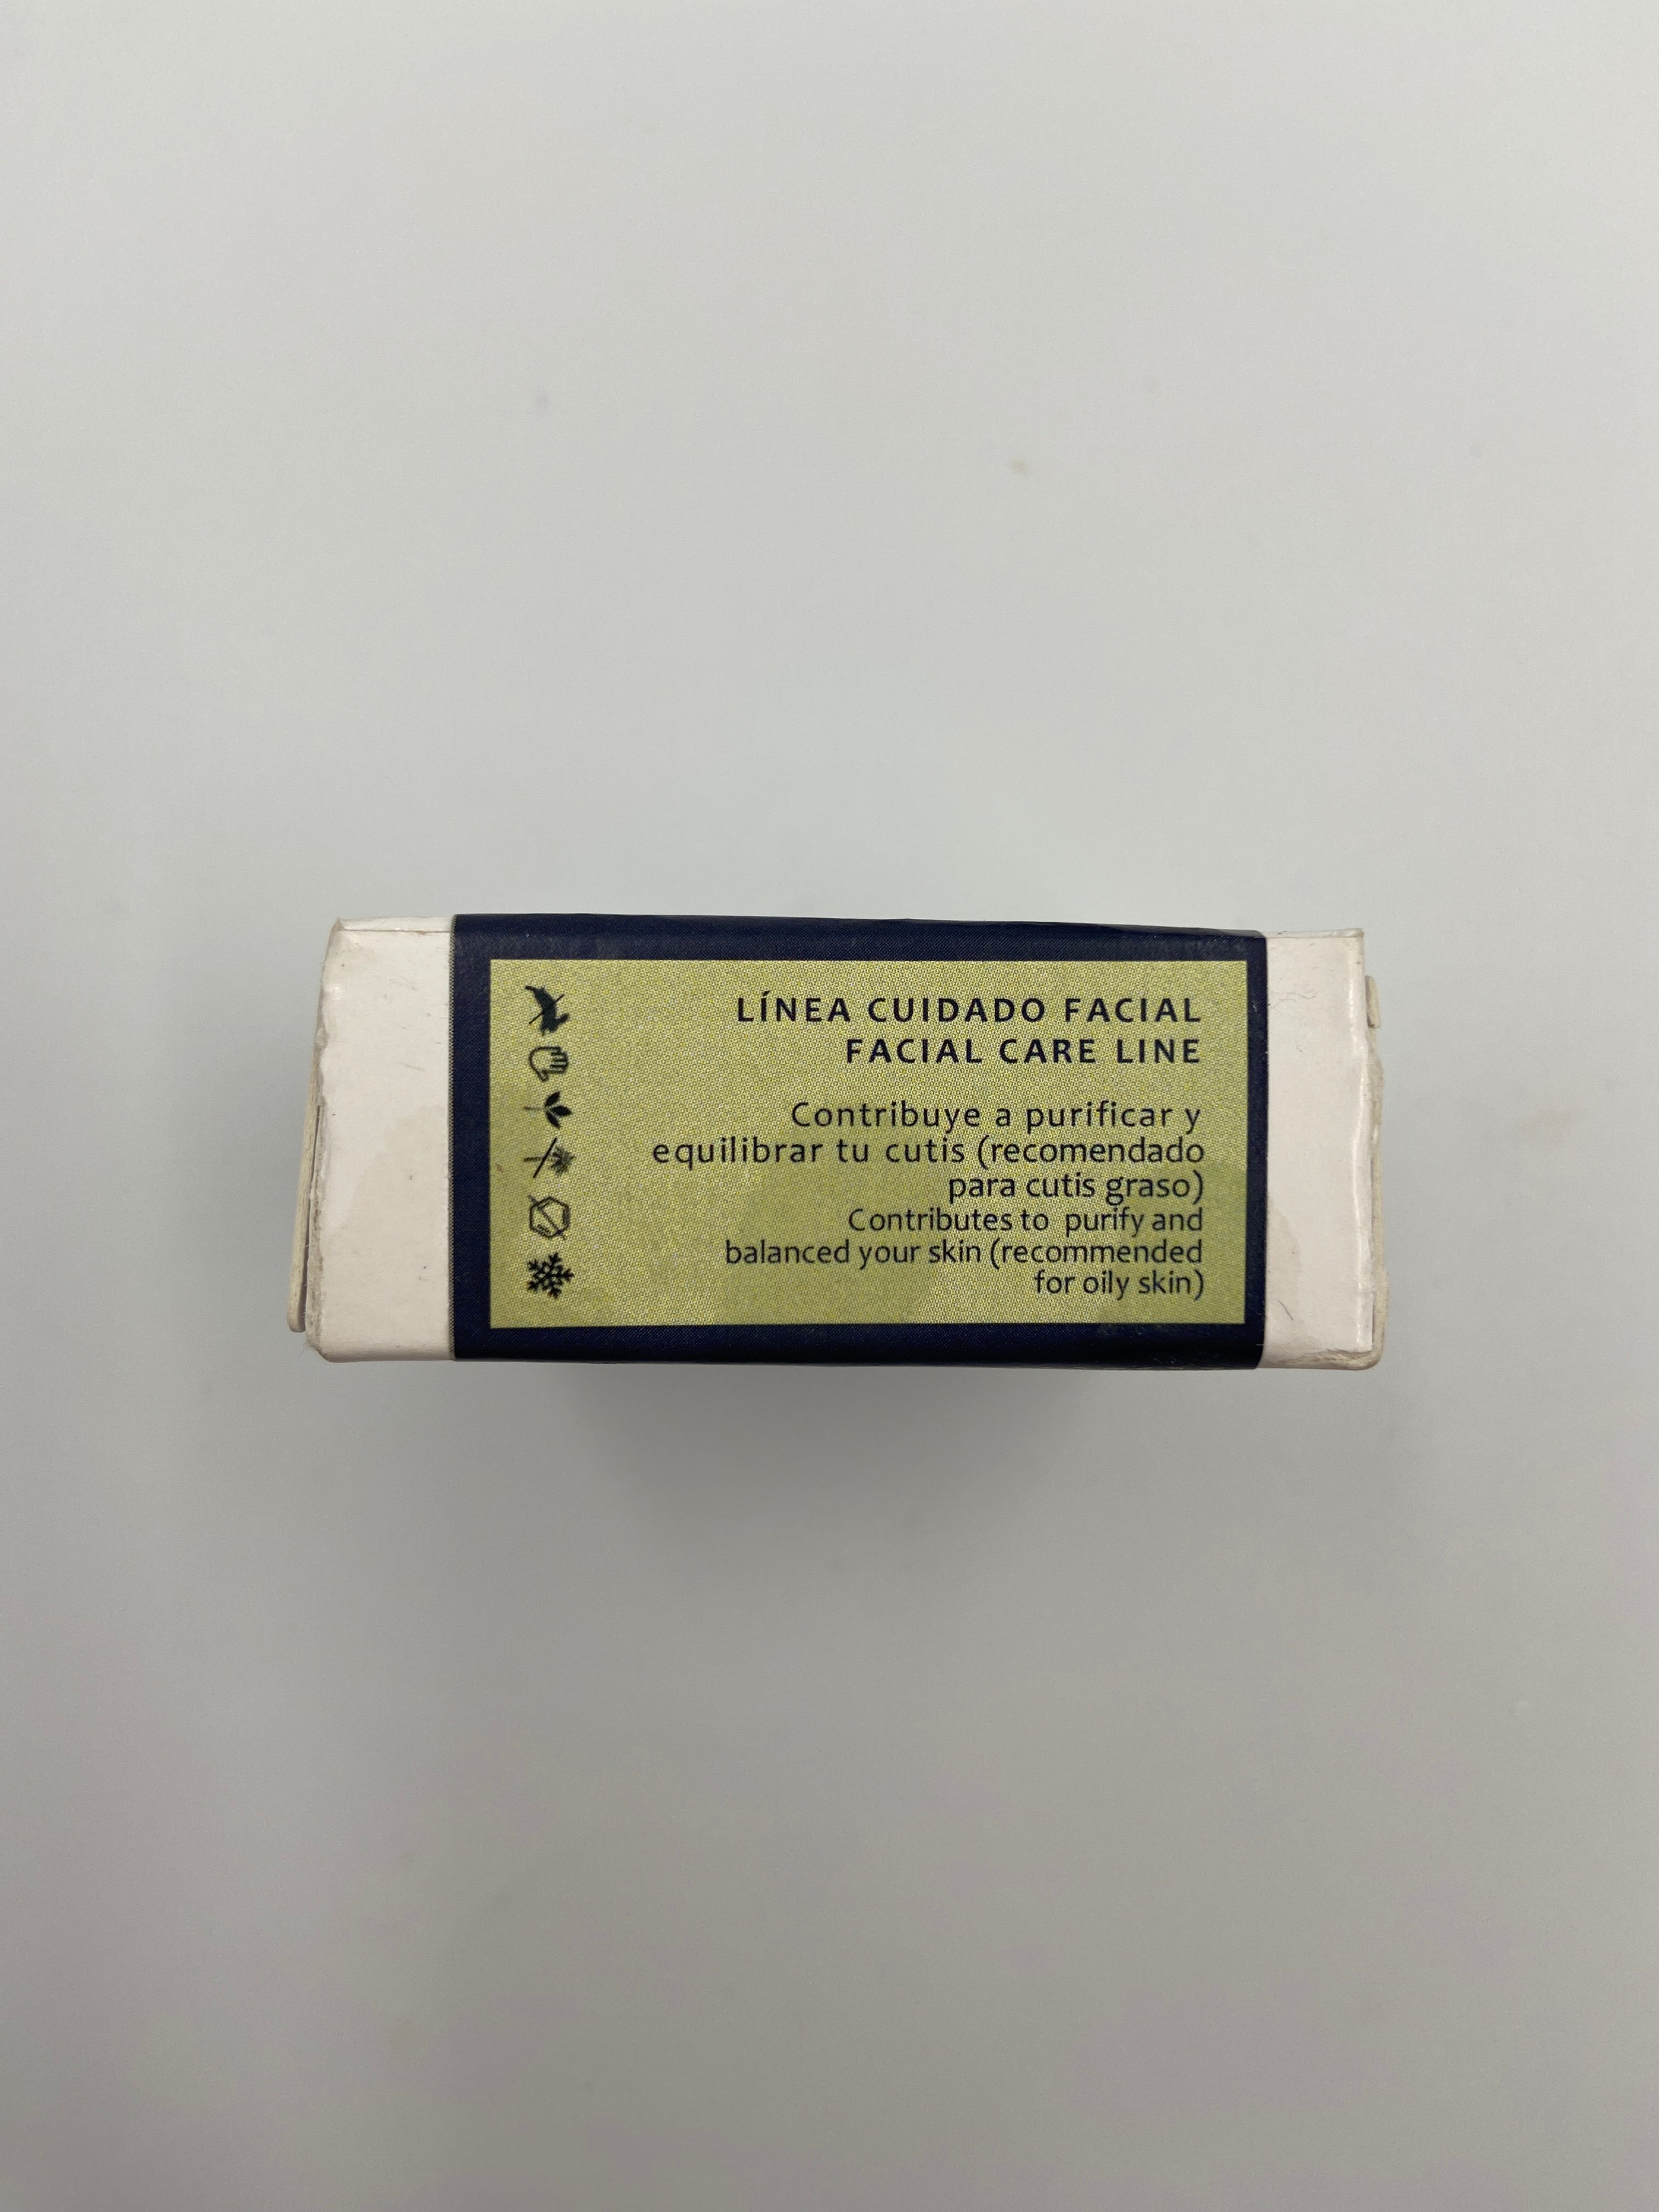 LÍNEA CUIDADO FACIAL
FACIAL CARE LINE
Contribuye a purificar y
equilibrar tu cutis (recomendado
para cutis graso)
Contributes to purify and
balanced your skin (recommended
for oily skin)